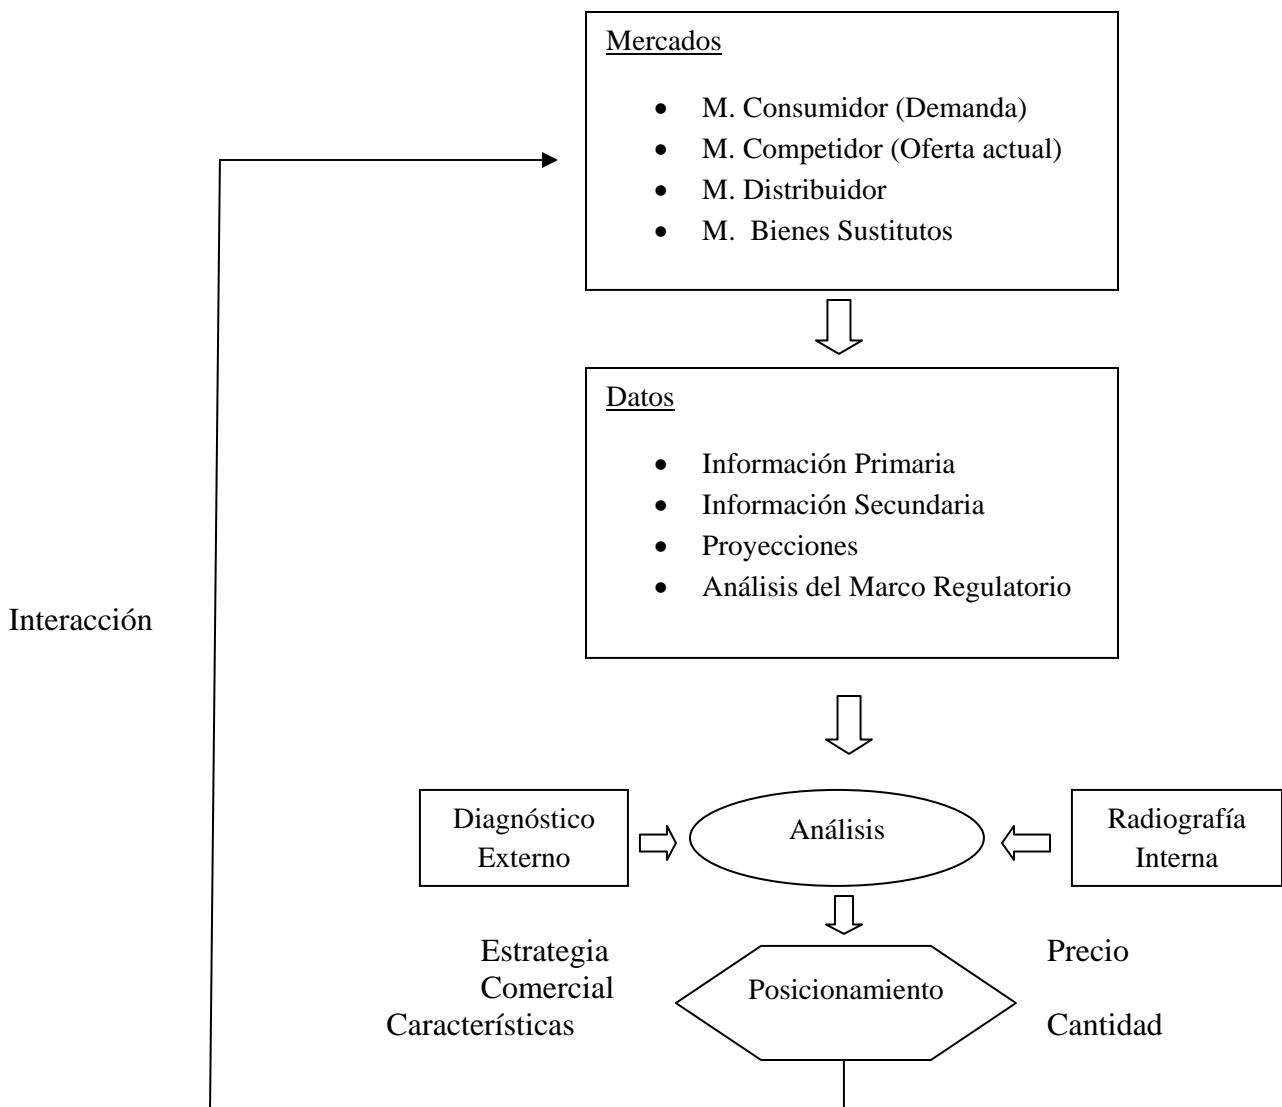 Mercados
M. Consumidor (Demanda)
M. Competidor (Oferta actual)
M. Distribuidor
M. Bienes Sustitutos
Datos
Información Primaria
Información Secundaria
Proyecciones
Análisis del Marco Regulatorio
Interacción
Diagnóstico
Externo
Análisis
Radiografía
Interna
Estrategia
Comercial
Características
Posicionamiento
Precio
Cantidad